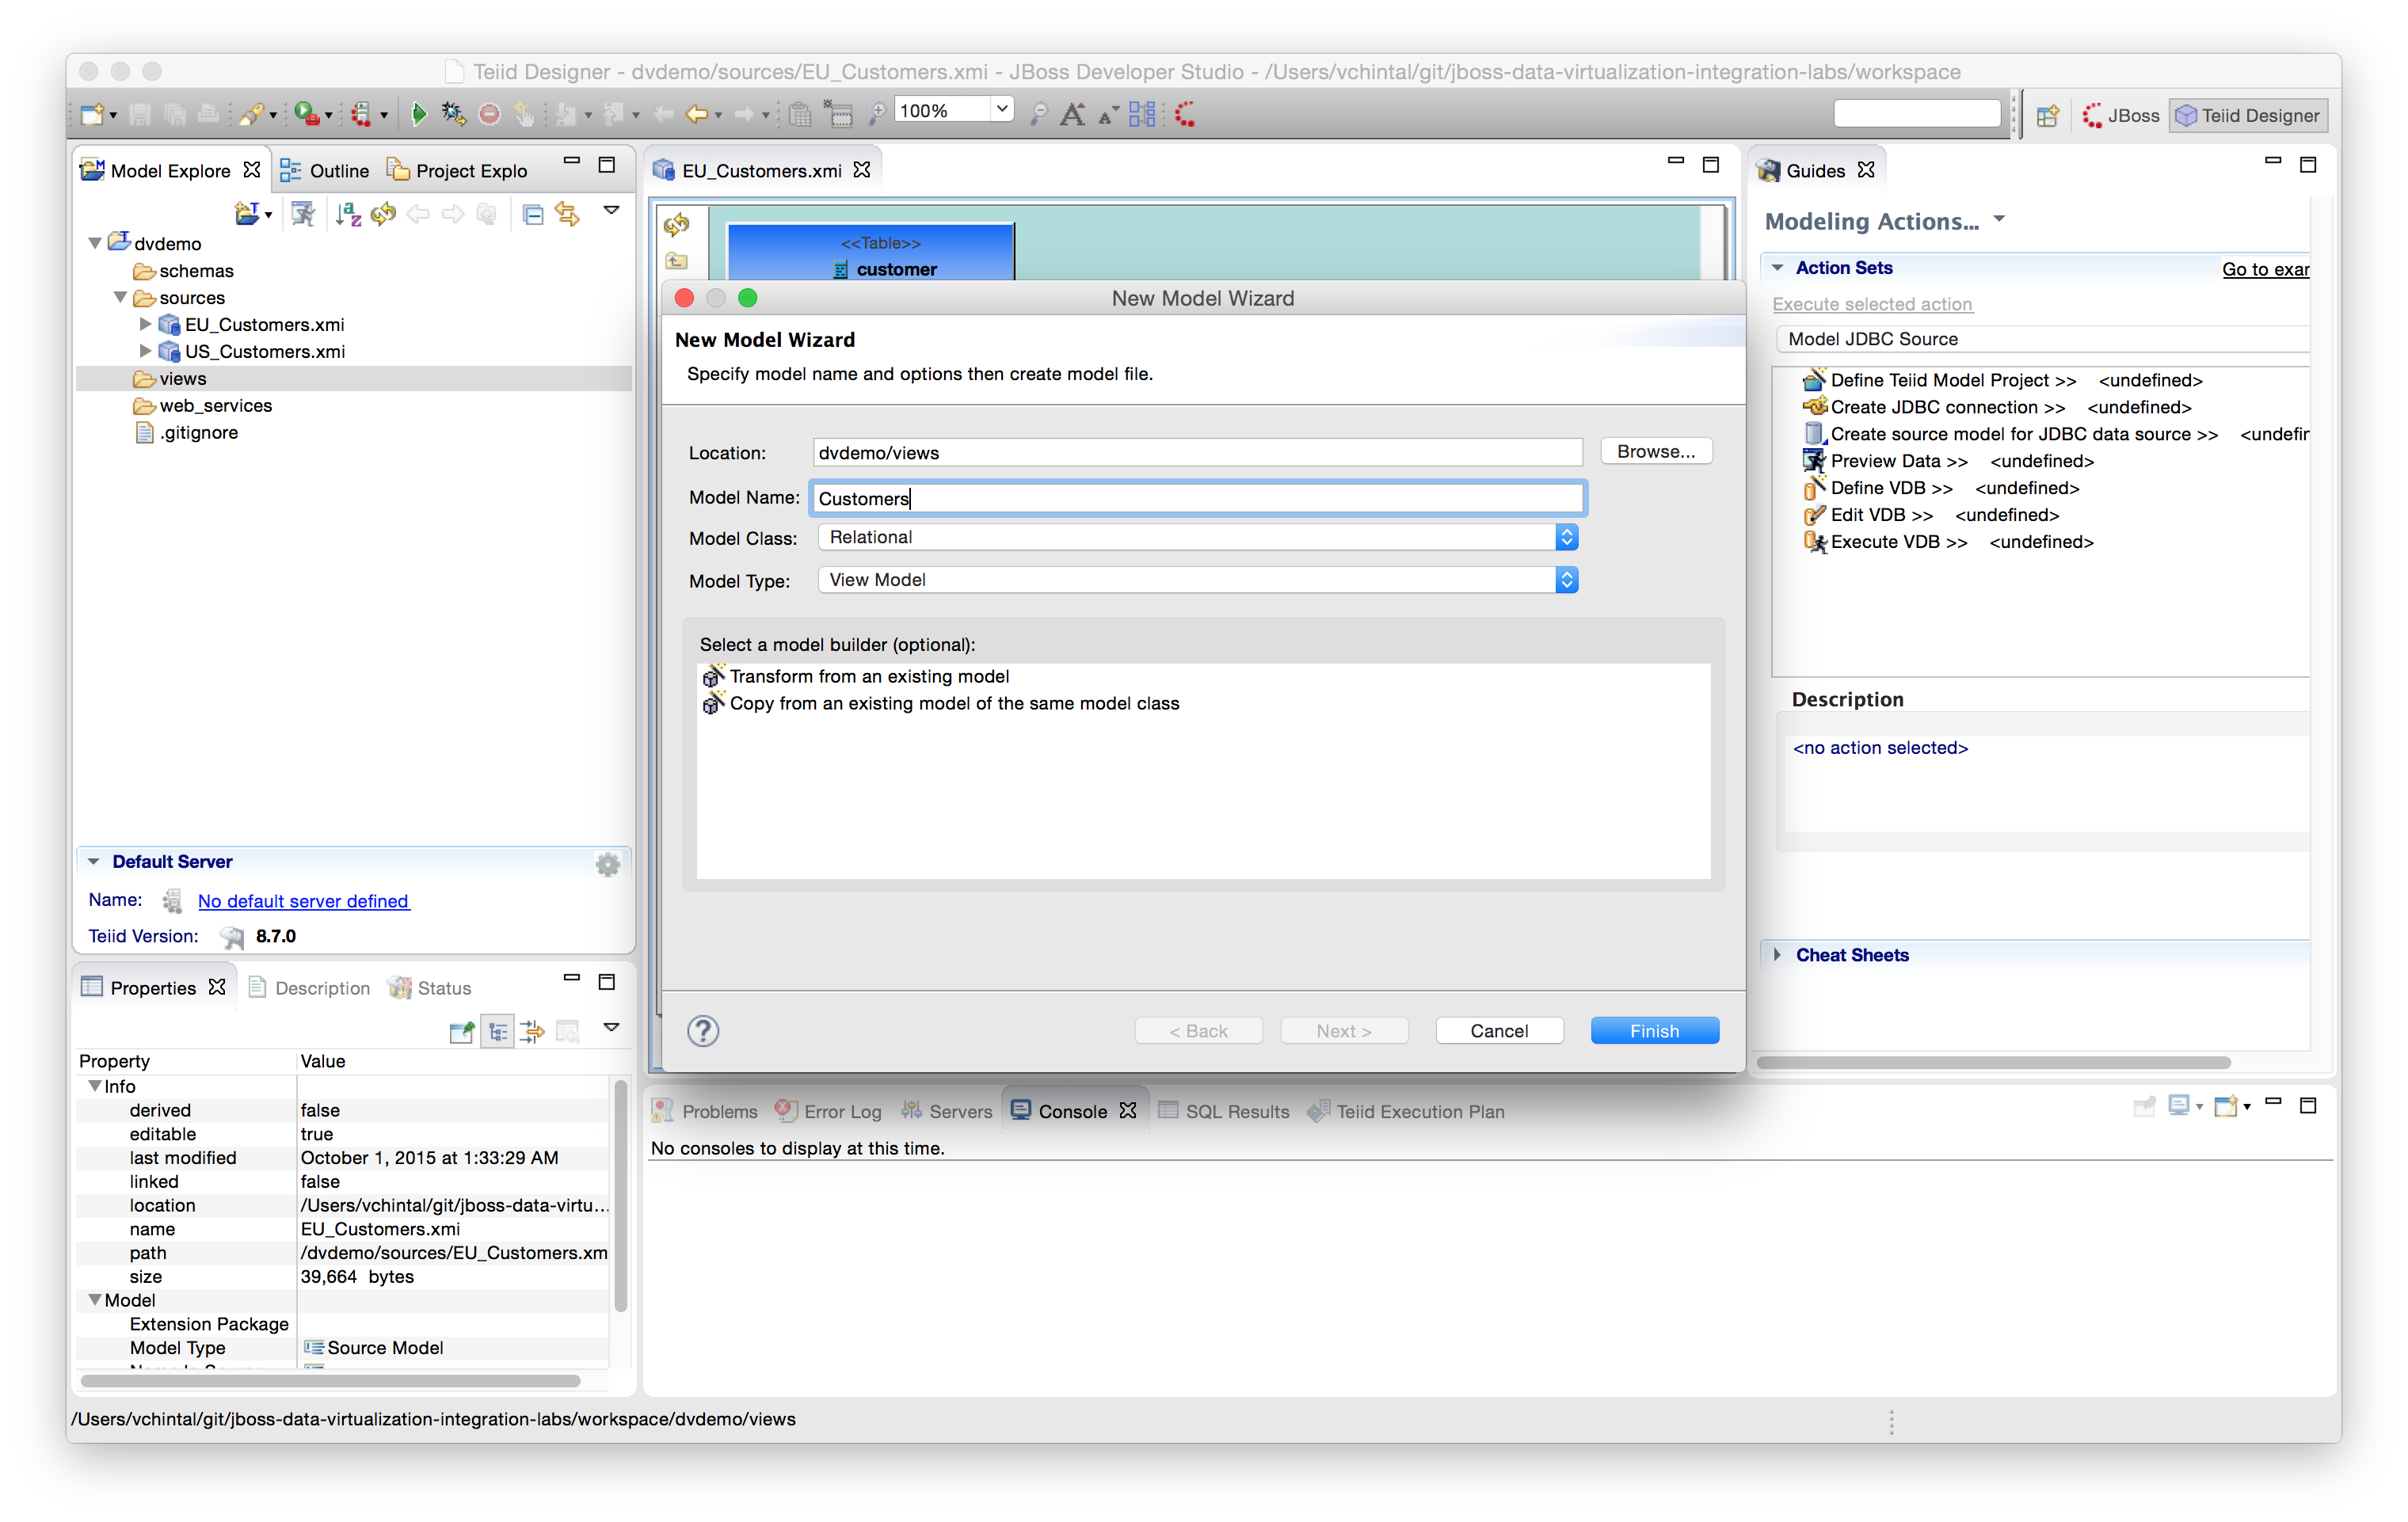 Teiid Designer - dvdemo/sources/EU_Customers.xmi - JBoss Developer Studio - /Users/vchintal/git/jboss-data-virtualization-integration-labs/workspace
100%
JBoss
Teiid Designer
Model Explore
Outline
Project Explo
dvdemo
schemas
sources
EU_Customers.xmi
US_Customers.xmi
views
web_services
.gitignore
Default Server
Name: No default server defined
Teiid Version: 8.7.0
EU_Customers.xmi
<<Table>>
customer
New Model Wizard
New Model Wizard
Specify model name and options then create model file.
Location: dvdemo/views Browse...
Model Name: Customers
Model Class: Relational
Model Type: View Model
Select a model builder (optional):
Transform from an existing model
Copy from an existing model of the same model class
?
< Back Next > Cancel Finish
Guides
Modeling Actions...
Action Sets Go to exar
Execute selected action
Model JDBC Source
Define Teiid Model Project >> <undefined>
Create JDBC connection >> <undefined>
Create source model for JDBC data source >> <undefir
Preview Data >> <undefined>
Define VDB >> <undefined>
Edit VDB >> <undefined>
Execute VDB >> <undefined>
Description
<no action selected>
Cheat Sheets
Properties Description Status
Property Value
Info
derived false
editable true
last modified October 1, 2015 at 1:33:29 AM
linked false
location /Users/vchintal/git/jboss-data-virtu...
name EU_Customers.xmi
path /dvdemo/sources/EU_Customers.xm
size 39,664 bytes
Model
Extension Package
Model Type Source Model
Problems Error Log Servers Console SQL Results Teiid Execution Plan
No consoles to display at this time.
/Users/vchintal/git/jboss-data-virtualization-integration-labs/workspace/dvdemo/views